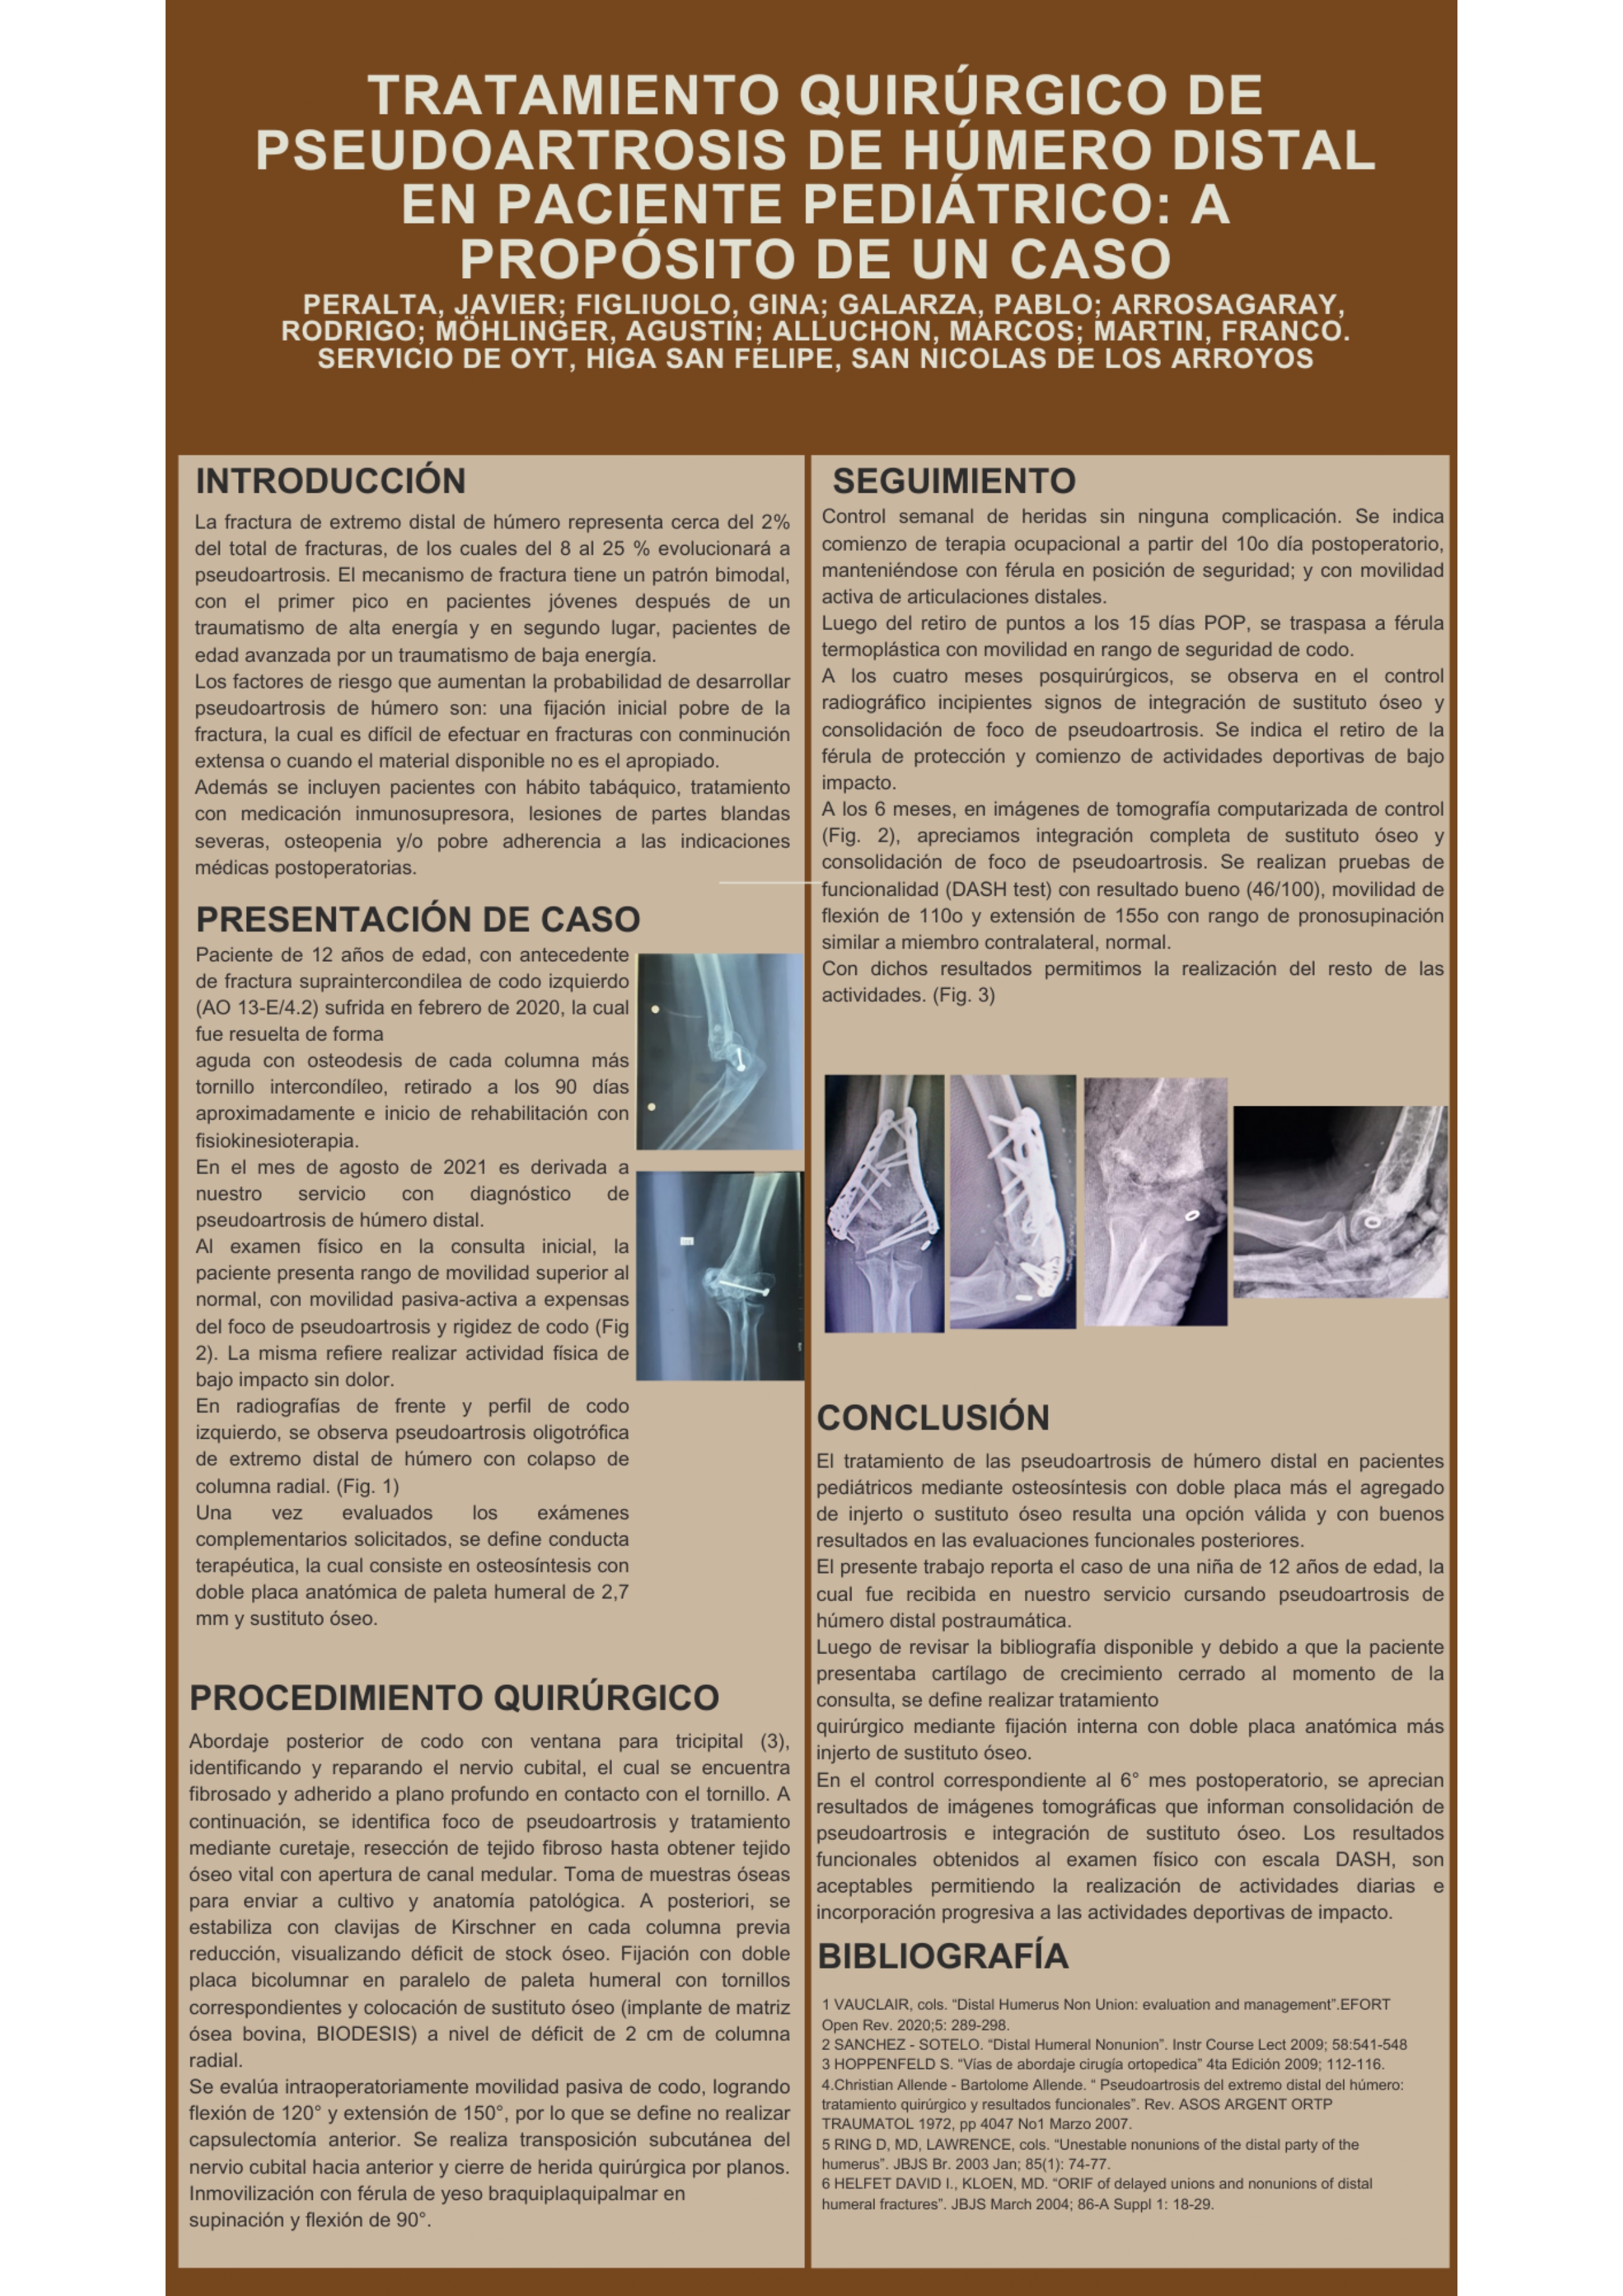 TRATAMIENTO QUIRÚRGICO DE
PSEUDOARTROSIS DE HÚMERO DISTAL
EN PACIENTE PEDIÁTRICO: A
PROPÓSITO DE UN CASO
PERALTA, JAVIER; FIGLIUOLO, GINA; GALARZA, PABLO; ARROSAGARAY,
RODRIGO; MÖHLINGER, AGUSTIN; ALLUCHON, MARCOS; MARTIN, FRANCO.
SERVICIO DE OYT, HIGA SAN FELIPE, SAN NICOLAS DE LOS ARROYOS
INTRODUCCIÓN
La fractura de extremo distal de húmero representa cerca del 2%
del total de fracturas, de los cuales del 8 al 25 % evolucionará a
pseudoartrosis. El mecanismo de fractura tiene un patrón bimodal,
con el primer pico en pacientes jóvenes después de un
traumatismo de alta energía y en segundo lugar, pacientes de
edad avanzada por un traumatismo de baja energía.
Los factores de riesgo que aumentan la probabilidad de desarrollar
pseudoartrosis de húmero son: una fijación inicial pobre de la
fractura, la cual es difícil de efectuar en fracturas con conminución
extensa o cuando el material disponible no es el apropiado.
Además se incluyen pacientes con hábito tabáquico, tratamiento
con medicación inmunosupresora, lesiones de partes blandas
severas, osteopenia y/o pobre adherencia a las indicaciones
médicas postoperatorias.
PRESENTACIÓN DE CASO
Paciente de 12 años de edad, con antecedente
de fractura supraintercondilea de codo izquierdo
(AO 13-E/4.2) sufrida en febrero de 2020, la cual
fue resuelta de forma
aguda con osteodesis de cada columna más
tornillo intercondíleo, retirado a los 90 días
aproximadamente e inicio de rehabilitación con
fisiokinesioterapia.
En el mes de agosto de 2021 es derivada a
nuestro servicio con diagnóstico de
pseudoartrosis de húmero distal.
Al examen físico en la consulta inicial, la
paciente presenta rango de movilidad superior al
normal, con movilidad pasiva-activa a expensas
del foco de pseudoartrosis y rigidez de codo (Fig
2). La misma refiere realizar actividad física de
bajo impacto sin dolor.
En radiografías de frente y perfil de codo
izquierdo, se observa pseudoartrosis oligotrófica
de extremo distal de húmero con colapso de
columna radial. (Fig. 1)
Una vez evaluados los exámenes
complementarios solicitados, se define conducta
terapéutica, la cual consiste en osteosíntesis con
doble placa anatómica de paleta humeral de 2,7
mm y sustituto óseo.
PROCEDIMIENTO QUIRÚRGICO
Abordaje posterior de codo con ventana para tricipital (3),
identificando y reparando el nervio cubital, el cual se encuentra
fibrosado y adherido a plano profundo en contacto con el tornillo. A
continuación, se identifica foco de pseudoartrosis y tratamiento
mediante curetaje, resección de tejido fibroso hasta obtener tejido
óseo vital con apertura de canal medular. Toma de muestras óseas
para enviar a cultivo y anatomía patológica. A posteriori, se
estabiliza con clavijas de Kirschner en cada columna previa
reducción, visualizando déficit de stock óseo. Fijación con doble
placa bicolumnar en paralelo de paleta humeral con tornillos
correspondientes y colocación de sustituto óseo (implante de matriz
ósea bovina, BIODESIS) a nivel de déficit de 2 cm de columna
radial.
Se evalúa intraoperatoriamente movilidad pasiva de codo, logrando
flexión de 120° y extensión de 150°, por lo que se define no realizar
capsulectomía anterior. Se realiza transposición subcutánea del
nervio cubital hacia anterior y cierre de herida quirúrgica por planos.
Inmovilización con férula de yeso braquiplaquipalmar en
supinación y flexión de 90°.
SEGUIMIENTO
Control semanal de heridas sin ninguna complicación. Se indica
comienzo de terapia ocupacional a partir del 10o día postoperatorio,
manteniéndose con férula en posición de seguridad; y con movilidad
activa de articulaciones distales.
Luego del retiro de puntos a los 15 días POP, se traspasa a férula
termoplástica con movilidad en rango de seguridad de codo.
A los cuatro meses posquirúrgicos, se observa en el control
radiográfico incipientes signos de integración de sustituto óseo y
consolidación de foco de pseudoartrosis. Se indica el retiro de la
férula de protección y comienzo de actividades deportivas de bajo
impacto.
A los 6 meses, en imágenes de tomografía computarizada de control
(Fig. 2), apreciamos integración completa de sustituto óseo y
consolidación de foco de pseudoartrosis. Se realizan pruebas de
funcionalidad (DASH test) con resultado bueno (46/100), movilidad de
flexión de 110o y extensión de 155o con rango de pronosupinación
similar a miembro contralateral, normal.
Con dichos resultados permitimos la realización del resto de las
actividades. (Fig. 3)
CONCLUSIÓN
El tratamiento de las pseudoartrosis de húmero distal en pacientes
pediátricos mediante osteosíntesis con doble placa más el agregado
de injerto o sustituto óseo resulta una opción válida y con buenos
resultados en las evaluaciones funcionales posteriores.
El presente trabajo reporta el caso de una niña de 12 años de edad, la
cual fue recibida en nuestro servicio cursando pseudoartrosis de
húmero distal postraumática.
Luego de revisar la bibliografía disponible y debido a que la paciente
presentaba cartílago de crecimiento cerrado al momento de la
consulta, se define realizar tratamiento
quirúrgico mediante fijación interna con doble placa anatómica más
injerto de sustituto óseo.
En el control correspondiente al 6° mes postoperatorio, se aprecian
resultados de imágenes tomográficas que informan consolidación de
pseudoartrosis e integración de sustituto óseo. Los resultados
funcionales obtenidos al examen físico con escala DASH, son
aceptables permitiendo la realización de actividades diarias e
incorporación progresiva a las actividades deportivas de impacto.
BIBLIOGRAFÍA
1 VAUCLAIR, cols. “Distal Humerus Non Union: evaluation and management”.EFORT
Open Rev. 2020;5: 289-298.
2 SANCHEZ - SOTELO. “Distal Humeral Nonunion”. Instr Course Lect 2009; 58:541-548
3 HOPPENFELD S. “Vías de abordaje cirugía ortopedica” 4ta Edición 2009; 112-116.
4.Christian Allende - Bartolome Allende. “ Pseudoartrosis del extremo distal del húmero:
tratamiento quirúrgico y resultados funcionales”. Rev. ASOS ARGENT ORTP
TRAUMATOL 1972, pp 4047 No1 Marzo 2007.
5 RING D, MD, LAWRENCE, cols. “Unestable nonunions of the distal party of the
humerus”. JBJS Br. 2003 Jan; 85(1): 74-77.
6 HELFET DAVID I., KLOEN, MD. “ORIF of delayed unions and nonunions of distal
humeral fractures”. JBJS March 2004; 86-A Suppl 1: 18-29.